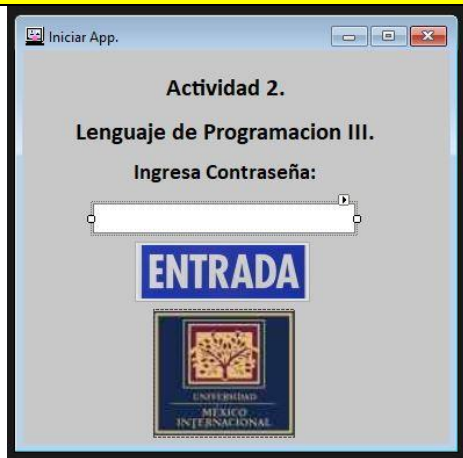 Iniciar App.
Actividad 2.
Lenguaje de Programacion III.
Ingresa Contraseña:
ENTRADA
UNIVERSIDAD
MÉXICO
INTERNACIONAL